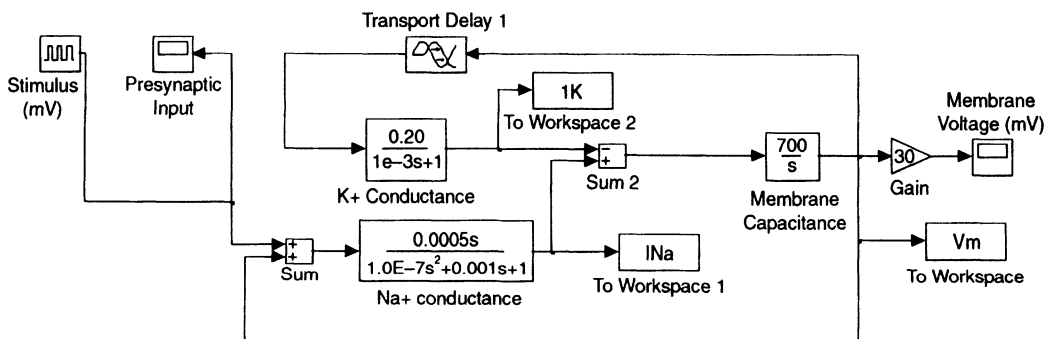 Transport Delay 1
Stimulus
(mV)
Presynaptic
Input
1K
To Workspace 2
Membrane
Voltage (mV)
0.20
1e−3s+1
K+ Conductance
−
+
Sum 2
700
s
Membrane
Capacitance
30
Gain
+
+
Sum
0.0005s
1.0E−7s²+0.001s+1
Na+ conductance
INa
To Workspace 1
Vm
To Workspace